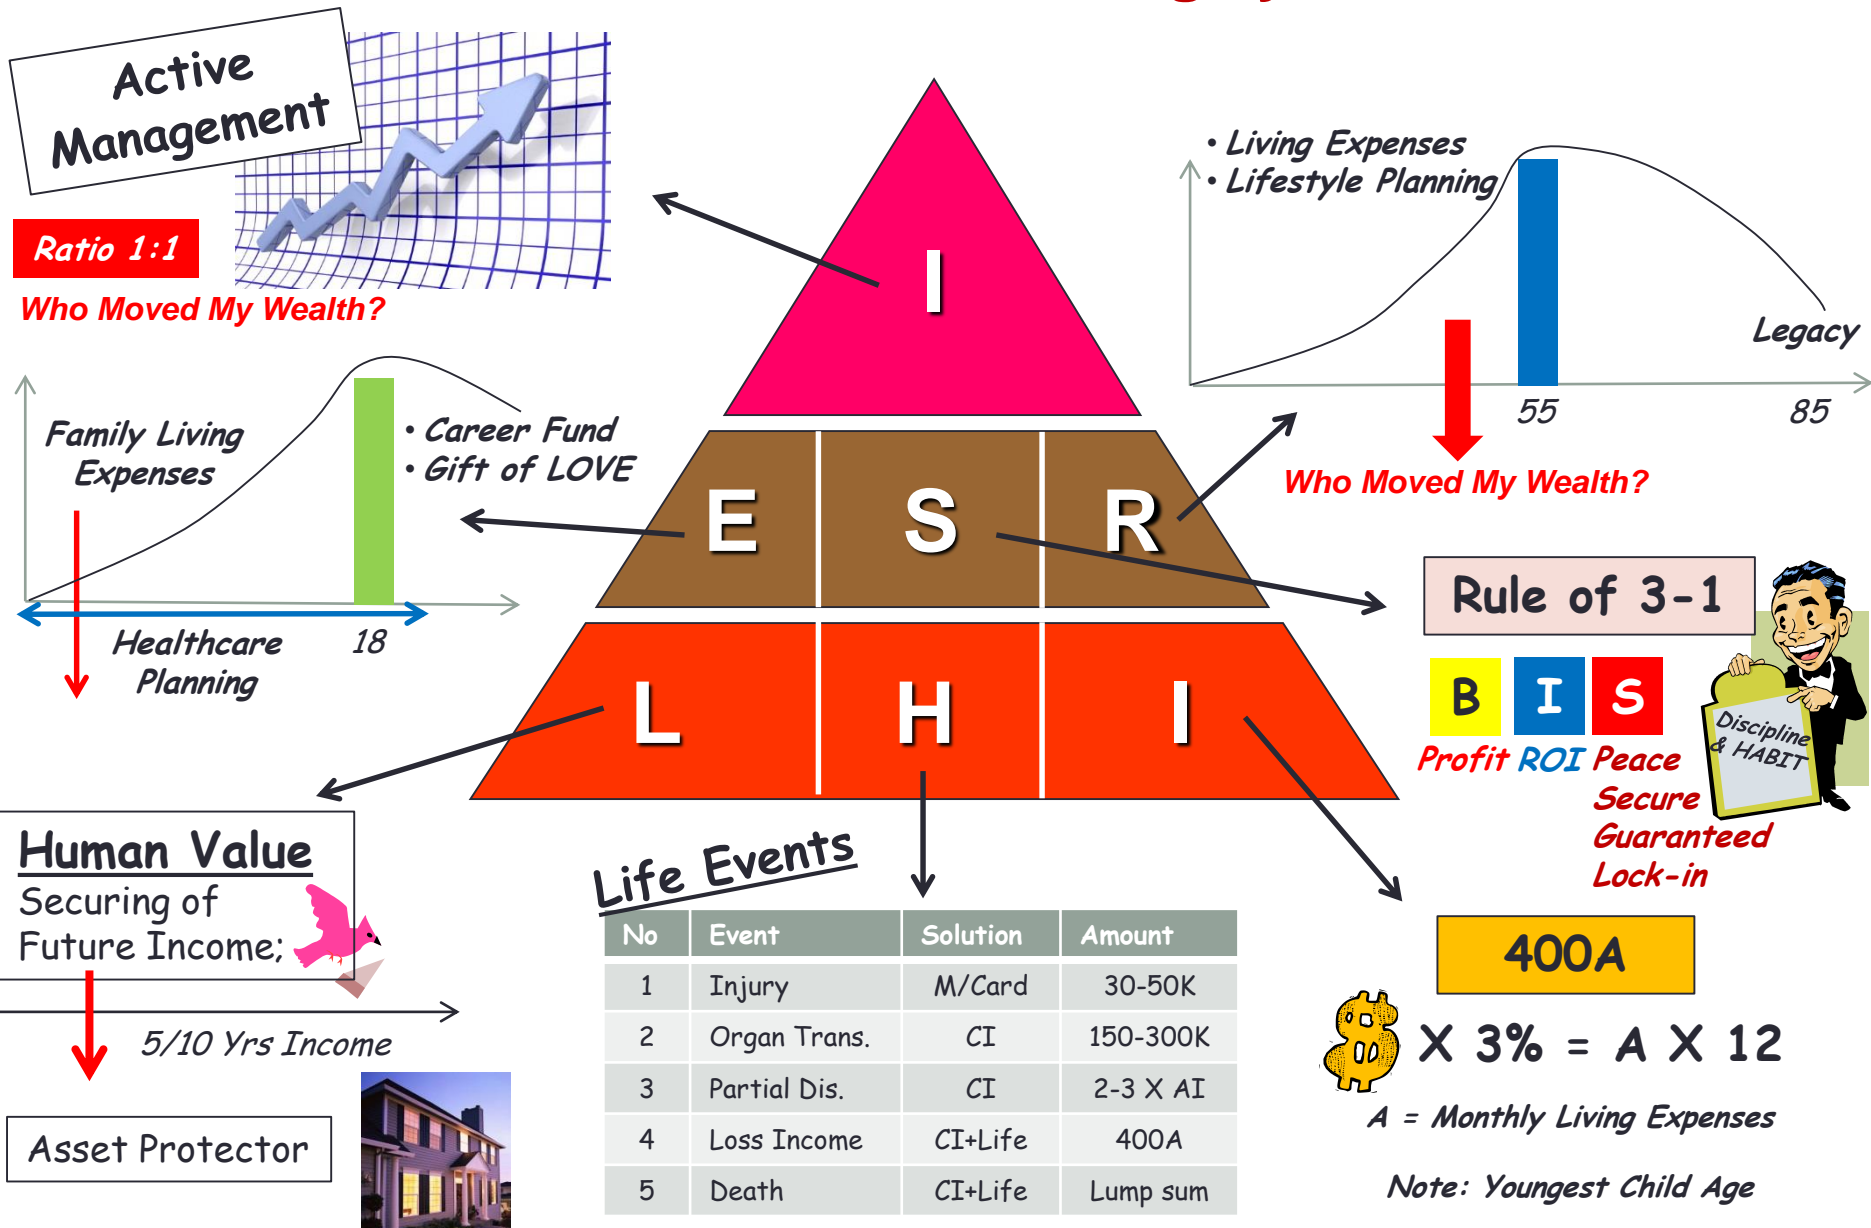 Active
Management
Ratio 1:1
Who Moved My Wealth?
I
• Living Expenses
• Lifestyle Planning
Legacy
55
85
Who Moved My Wealth?
Family Living
Expenses
• Career Fund
• Gift of LOVE
Healthcare
Planning
18
E S R
L H I
Rule of 3-1
B I S
Profit ROI Peace
Secure
Guaranteed
Lock-in
Discipline
& HABIT
Human Value
Securing of
Future Income;
5/10 Yrs Income
Asset Protector
Life Events
No Event Solution Amount
1 Injury M/Card 30-50K
2 Organ Trans. CI 150-300K
3 Partial Dis. CI 2-3 X AI
4 Loss Income CI+Life 400A
5 Death CI+Life Lump sum
400A
$ X 3% = A X 12
A = Monthly Living Expenses
Note: Youngest Child Age